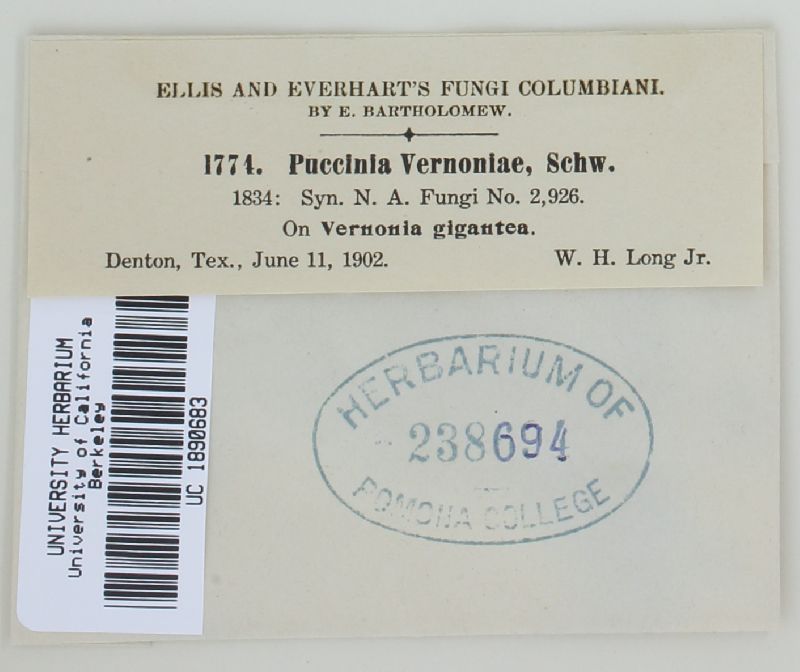 ELLIS AND EVERHART'S FUNGI COLUMBIANI.
BY E. BARTHOLOMEW.
1774. Puccinia Vernoniae, Schw.
1834: Syn. N. A. Fungi No. 2,926.
On Vernonia gigantea.
Denton, Tex., June 11, 1902. W. H. Long Jr.
UNIVERSITY HERBARIUM
University of California
Berkeley
UC 1890683
HERBARIUM OF
238694
POMONA COLLEGE